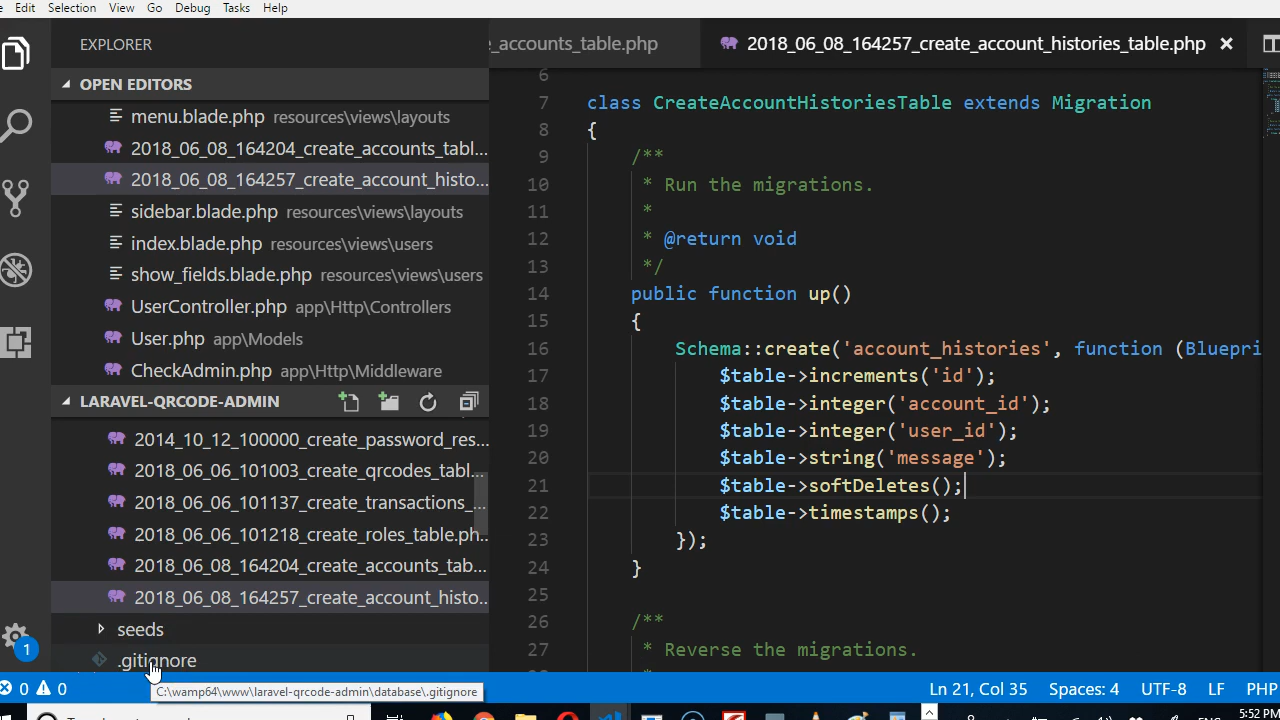 Edit Selection View Go Debug Tasks Help
EXPLORER
_accounts_table.php
2018_06_08_164257_create_account_histories_table.php
OPEN EDITORS
menu.blade.php resources\views\layouts
2018_06_08_164204_create_accounts_tabl...
2018_06_08_164257_create_account_histo...
sidebar.blade.php resources\views\layouts
index.blade.php resources\views\users
show_fields.blade.php resources\views\users
UserController.php app\Http\Controllers
User.php app\Models
CheckAdmin.php app\Http\Middleware
LARAVEL-QRCODE-ADMIN
2014_10_12_100000_create_password_res...
2018_06_06_101003_create_qrcodes_tabl...
2018_06_06_101137_create_transactions_...
2018_06_06_101218_create_roles_table.ph...
2018_06_08_164204_create_accounts_tab...
2018_06_08_164257_create_account_histo...
seeds
.gitignore
C:\wamp64\www\laravel-qrcode-admin\database\.gitignore
6
7 class CreateAccountHistoriesTable extends Migration
8 {
9 /**
10 * Run the migrations.
11 *
12 * @return void
13 */
14 public function up()
15 {
16 Schema::create('account_histories', function (Bluepri
17 $table->increments('id');
18 $table->integer('account_id');
19 $table->integer('user_id');
20 $table->string('message');
21 $table->softDeletes();
22 $table->timestamps();
23 });
24 }
25
26 /**
27 * Reverse the migrations.
1
0 0
Ln 21, Col 35 Spaces: 4 UTF-8 LF PHP
5:52 PM